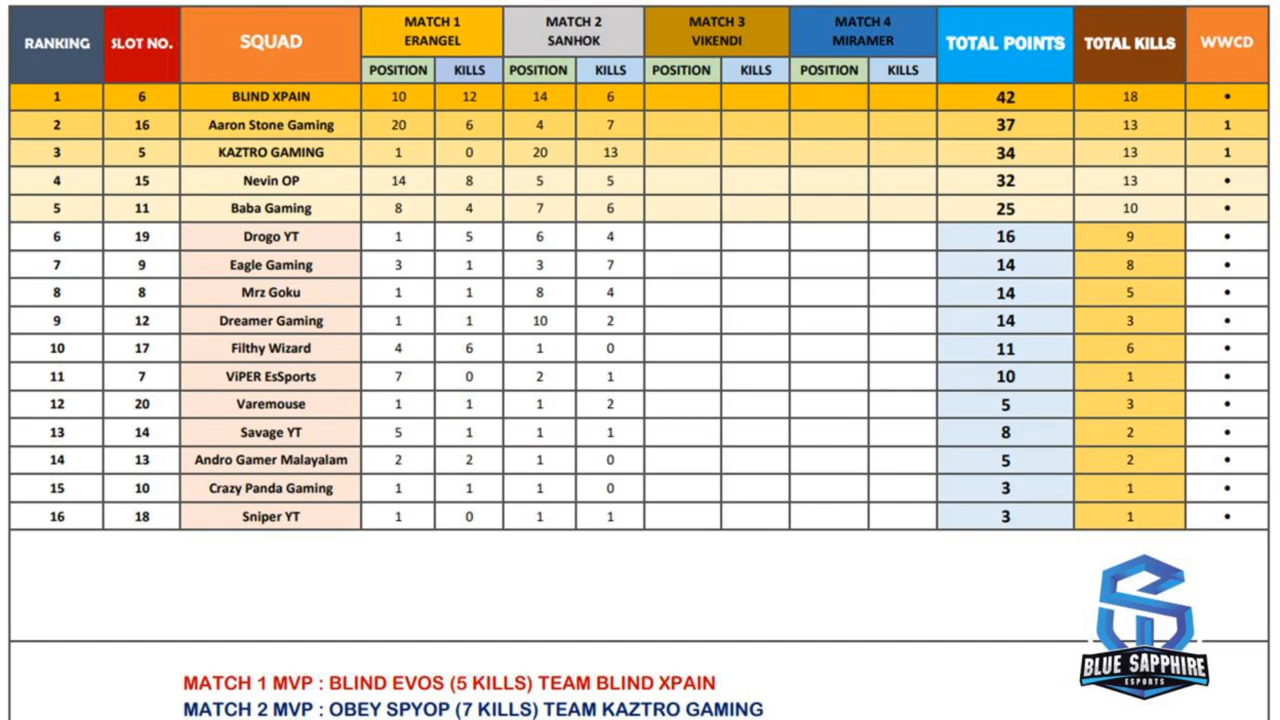 RANKING SLOT NO. SQUAD MATCH 1 ERANGEL MATCH 2 SANHOK MATCH 3 VIKENDI MATCH 4 MIRAMER TOTAL POINTS TOTAL KILLS WWCD
POSITION KILLS POSITION KILLS POSITION KILLS POSITION KILLS
1 6 BLIND XPAIN 10 12 14 6 42 18 •
2 16 Aaron Stone Gaming 20 6 4 7 37 13 1
3 5 KAZTRO GAMING 1 0 20 13 34 13 1
4 15 Nevin OP 14 8 5 5 32 13 •
5 11 Baba Gaming 8 4 7 6 25 10 •
6 19 Drogo YT 1 5 6 4 16 9 •
7 9 Eagle Gaming 3 1 3 7 14 8 •
8 8 Mrz Goku 1 1 8 4 14 5 •
9 12 Dreamer Gaming 1 1 10 2 14 3 •
10 17 Filthy Wizard 4 6 1 0 11 6 •
11 7 ViPER EsSports 7 0 2 1 10 1 •
12 20 Varemouse 1 1 1 2 5 3 •
13 14 Savage YT 5 1 1 1 8 2 •
14 13 Andro Gamer Malayalam 2 2 1 0 5 2 •
15 10 Crazy Panda Gaming 1 1 1 0 3 1 •
16 18 Sniper YT 1 0 1 1 3 1 •
BLUE SAPPHIRE
ESPORTS
MATCH 1 MVP : BLIND EVOS (5 KILLS) TEAM BLIND XPAIN
MATCH 2 MVP : OBEY SPYOP (7 KILLS) TEAM KAZTRO GAMING